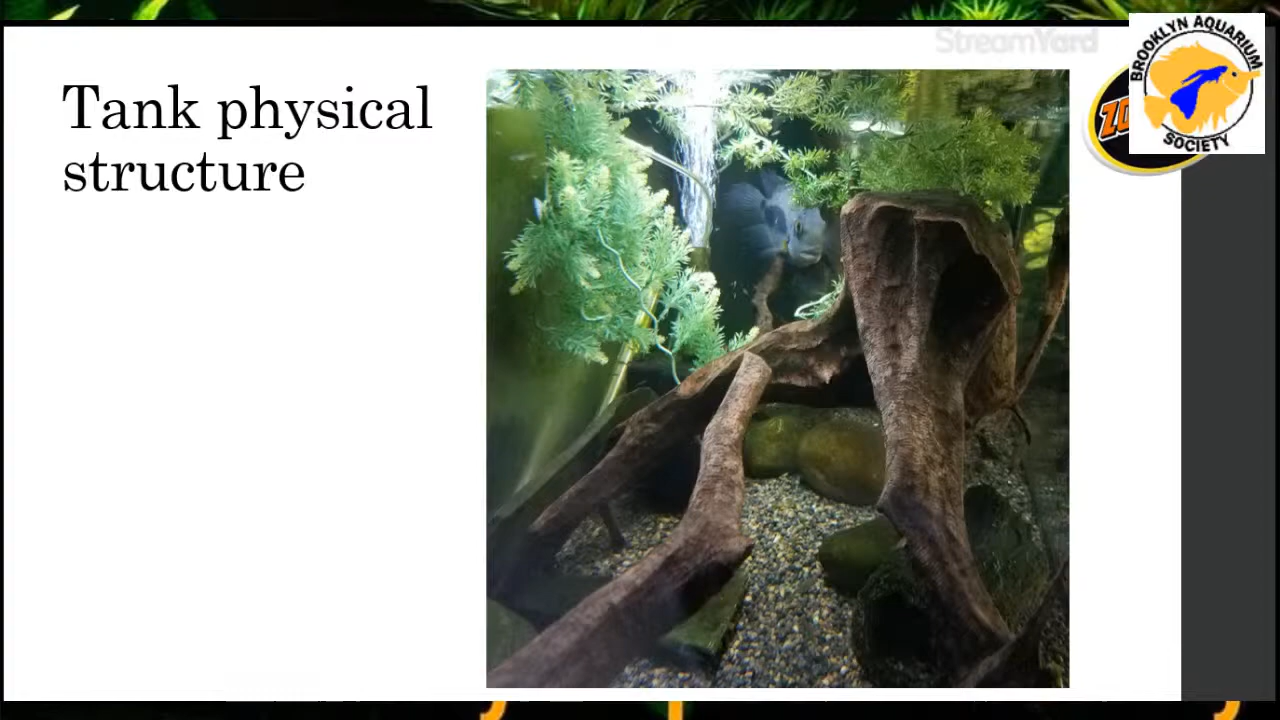 StreamYard
Tank physical
structure
BROOKLYN AQUARIUM
SOCIETY